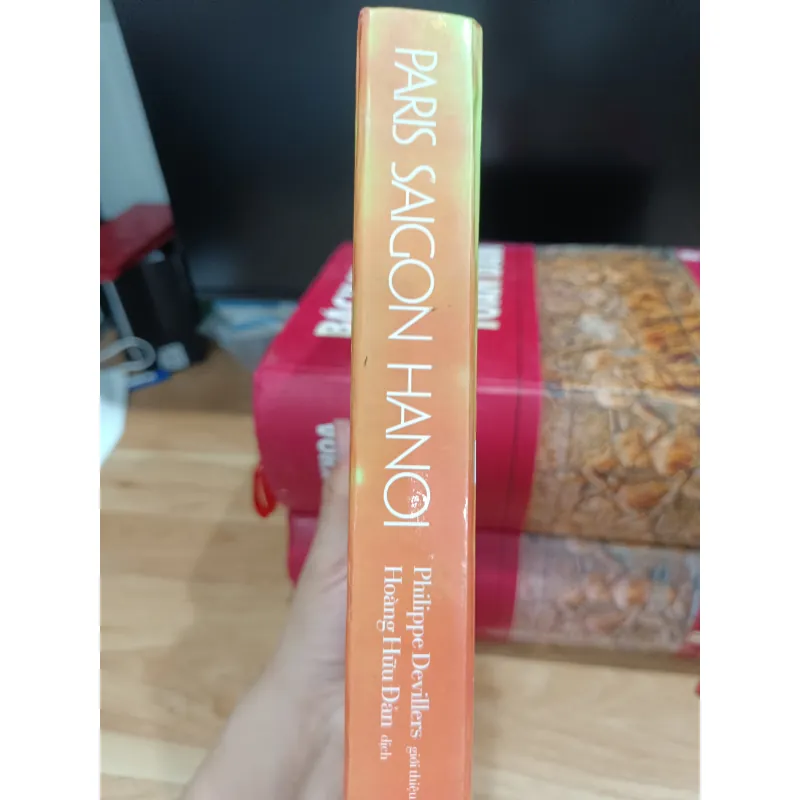 PARIS SAIGON HANOI
Philippe Devillers giới thiệu
Hoàng Hữu Đản dịch